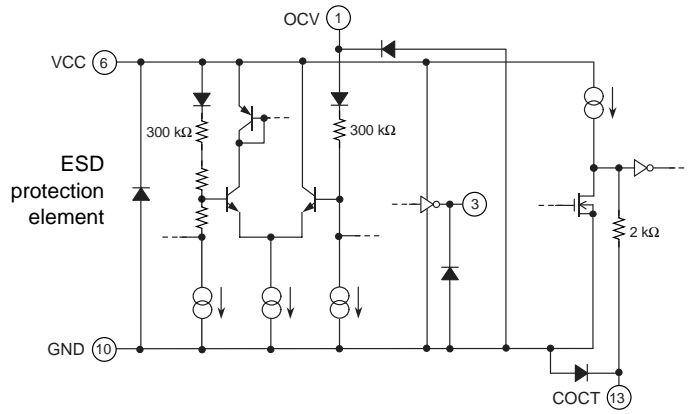 OCV 1
VCC 6
300 kΩ
300 kΩ
ESD
protection
element
3
2 kΩ
GND 10
COCT 13